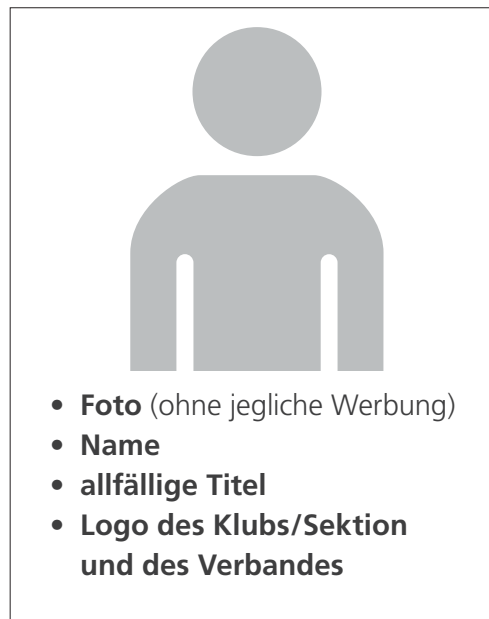 • Foto (ohne jegliche Werbung)
• Name
• allfällige Titel
• Logo des Klubs/Sektion
und des Verbandes